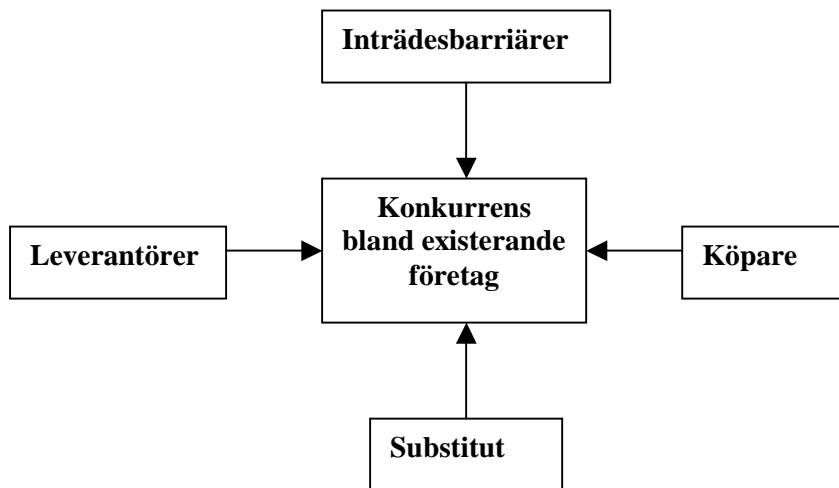 Inträdesbarriärer
Konkurrens
bland existerande
företag
Leverantörer
Köpare
Substitut